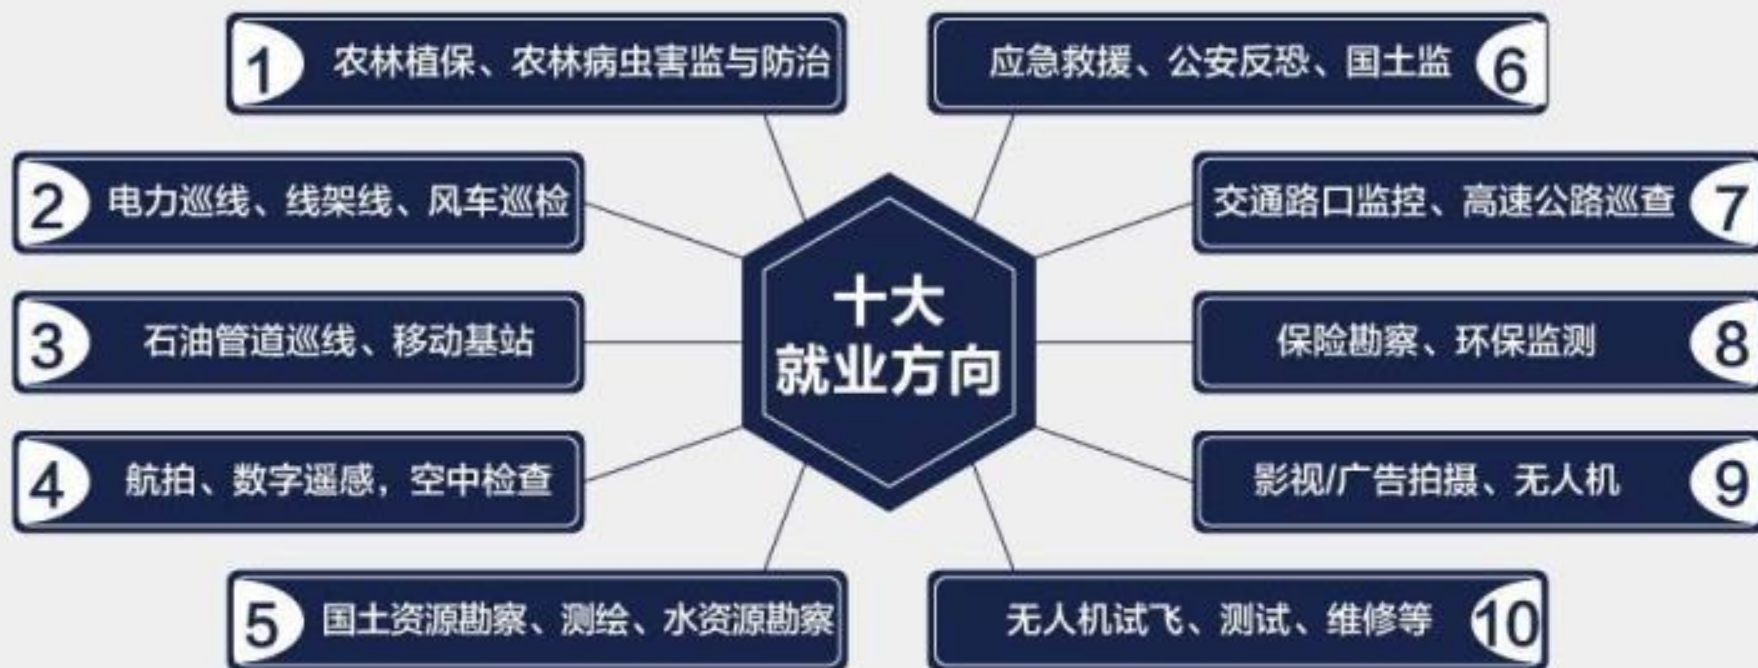 1 农林植保、农林病虫害监与防治
2 电力巡线、线架线、风车巡检
3 石油管道巡线、移动基站
4 航拍、数字遥感，空中检查
5 国土资源勘察、测绘、水资源勘察
十大
就业方向
应急救援、公安反恐、国土监 6
交通路口监控、高速公路巡查 7
保险勘察、环保监测 8
影视/广告拍摄、无人机 9
无人机试飞、测试、维修等 10